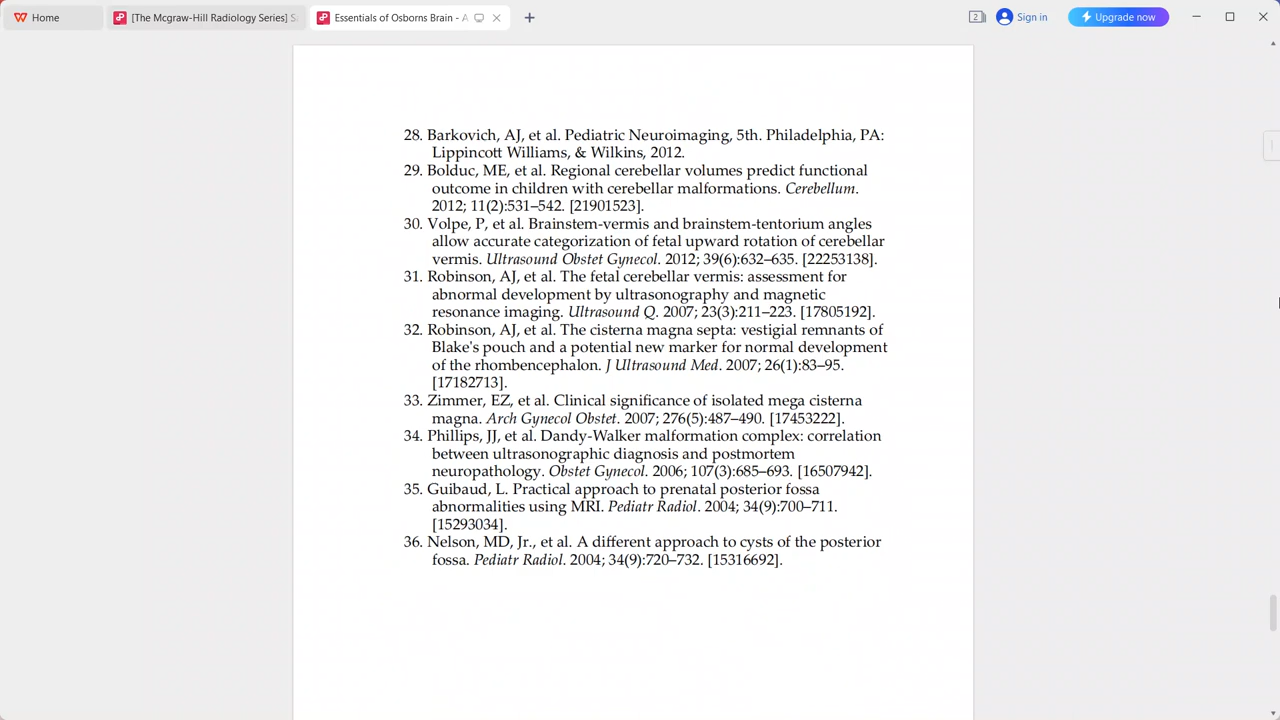 Home
[The Mcgraw-Hill Radiology Series] S
Essentials of Osborns Brain - A
2
Sign in
Upgrade now
28. Barkovich, AJ, et al. Pediatric Neuroimaging, 5th. Philadelphia, PA:
Lippincott Williams, & Wilkins, 2012.
29. Bolduc, ME, et al. Regional cerebellar volumes predict functional
outcome in children with cerebellar malformations. Cerebellum.
2012; 11(2):531–542. [21901523].
30. Volpe, P, et al. Brainstem-vermis and brainstem-tentorium angles
allow accurate categorization of fetal upward rotation of cerebellar
vermis. Ultrasound Obstet Gynecol. 2012; 39(6):632–635. [22253138].
31. Robinson, AJ, et al. The fetal cerebellar vermis: assessment for
abnormal development by ultrasonography and magnetic
resonance imaging. Ultrasound Q. 2007; 23(3):211–223. [17805192].
32. Robinson, AJ, et al. The cisterna magna septa: vestigial remnants of
Blake's pouch and a potential new marker for normal development
of the rhombencephalon. J Ultrasound Med. 2007; 26(1):83–95.
[17182713].
33. Zimmer, EZ, et al. Clinical significance of isolated mega cisterna
magna. Arch Gynecol Obstet. 2007; 276(5):487–490. [17453222].
34. Phillips, JJ, et al. Dandy-Walker malformation complex: correlation
between ultrasonographic diagnosis and postmortem
neuropathology. Obstet Gynecol. 2006; 107(3):685–693. [16507942].
35. Guibaud, L. Practical approach to prenatal posterior fossa
abnormalities using MRI. Pediatr Radiol. 2004; 34(9):700–711.
[15293034].
36. Nelson, MD, Jr., et al. A different approach to cysts of the posterior
fossa. Pediatr Radiol. 2004; 34(9):720–732. [15316692].